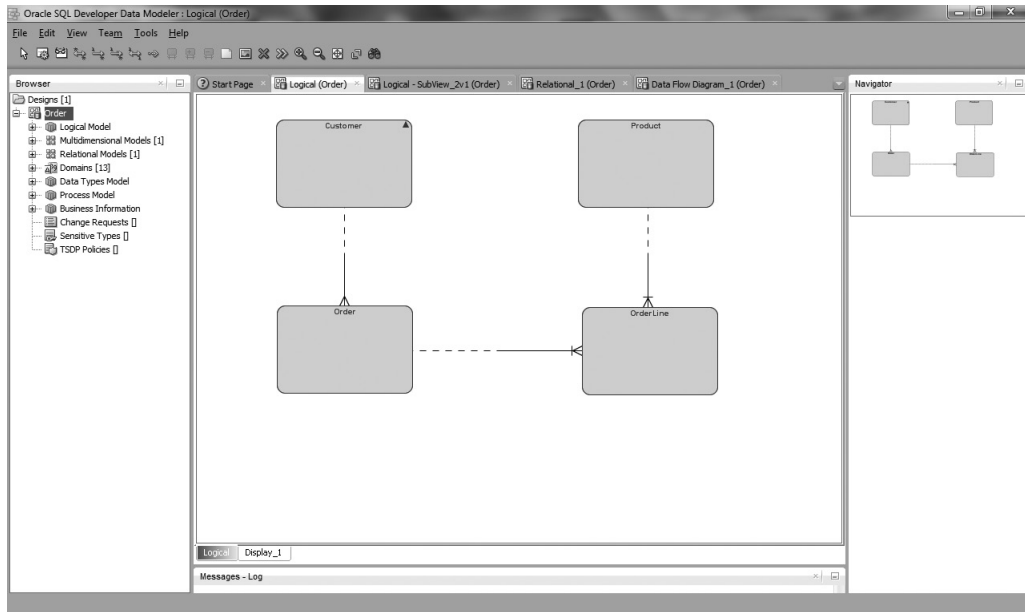 Oracle SQL Developer Data Modeler : Logical (Order)
File Edit View Team Tools Help
Browser
Designs [1]
Order
Logical Model
Multidimensional Models [1]
Relational Models [1]
Domains [13]
Data Types Model
Process Model
Business Information
Change Requests []
Sensitive Types []
TSDP Policies []
Start Page
Logical (Order)
Logical - SubView_2v1 (Order)
Relational_1 (Order)
Data Flow Diagram_1 (Order)
Customer
Product
Order
OrderLine
Logical
Display_1
Messages - Log
Navigator